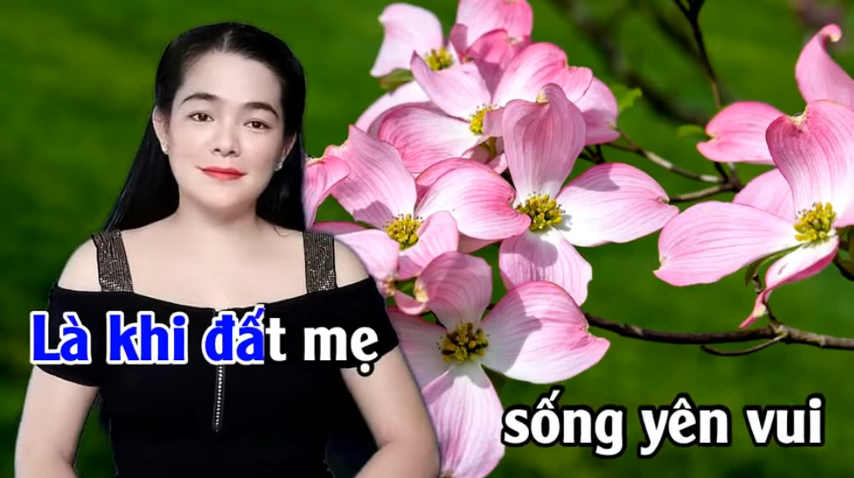 Là khi đất mẹ
sống yên vui